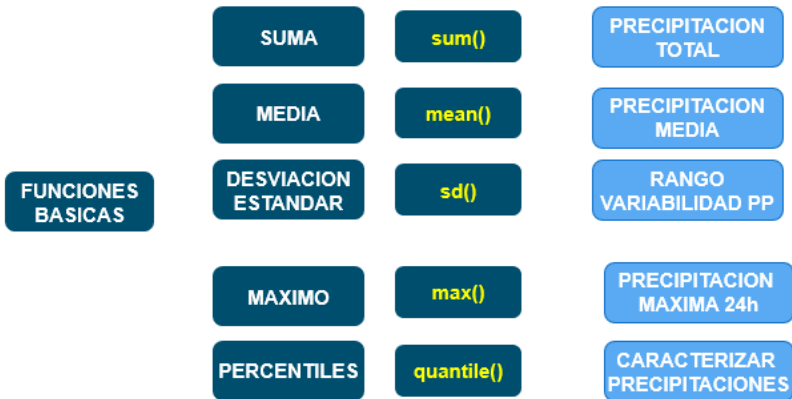 SUMA
sum()
PRECIPITACION
TOTAL
MEDIA
mean()
PRECIPITACION
MEDIA
FUNCIONES
BASICAS
DESVIACION
ESTANDAR
sd()
RANGO
VARIABILIDAD PP
MAXIMO
max()
PRECIPITACION
MAXIMA 24h
PERCENTILES
quantile()
CARACTERIZAR
PRECIPITACIONES